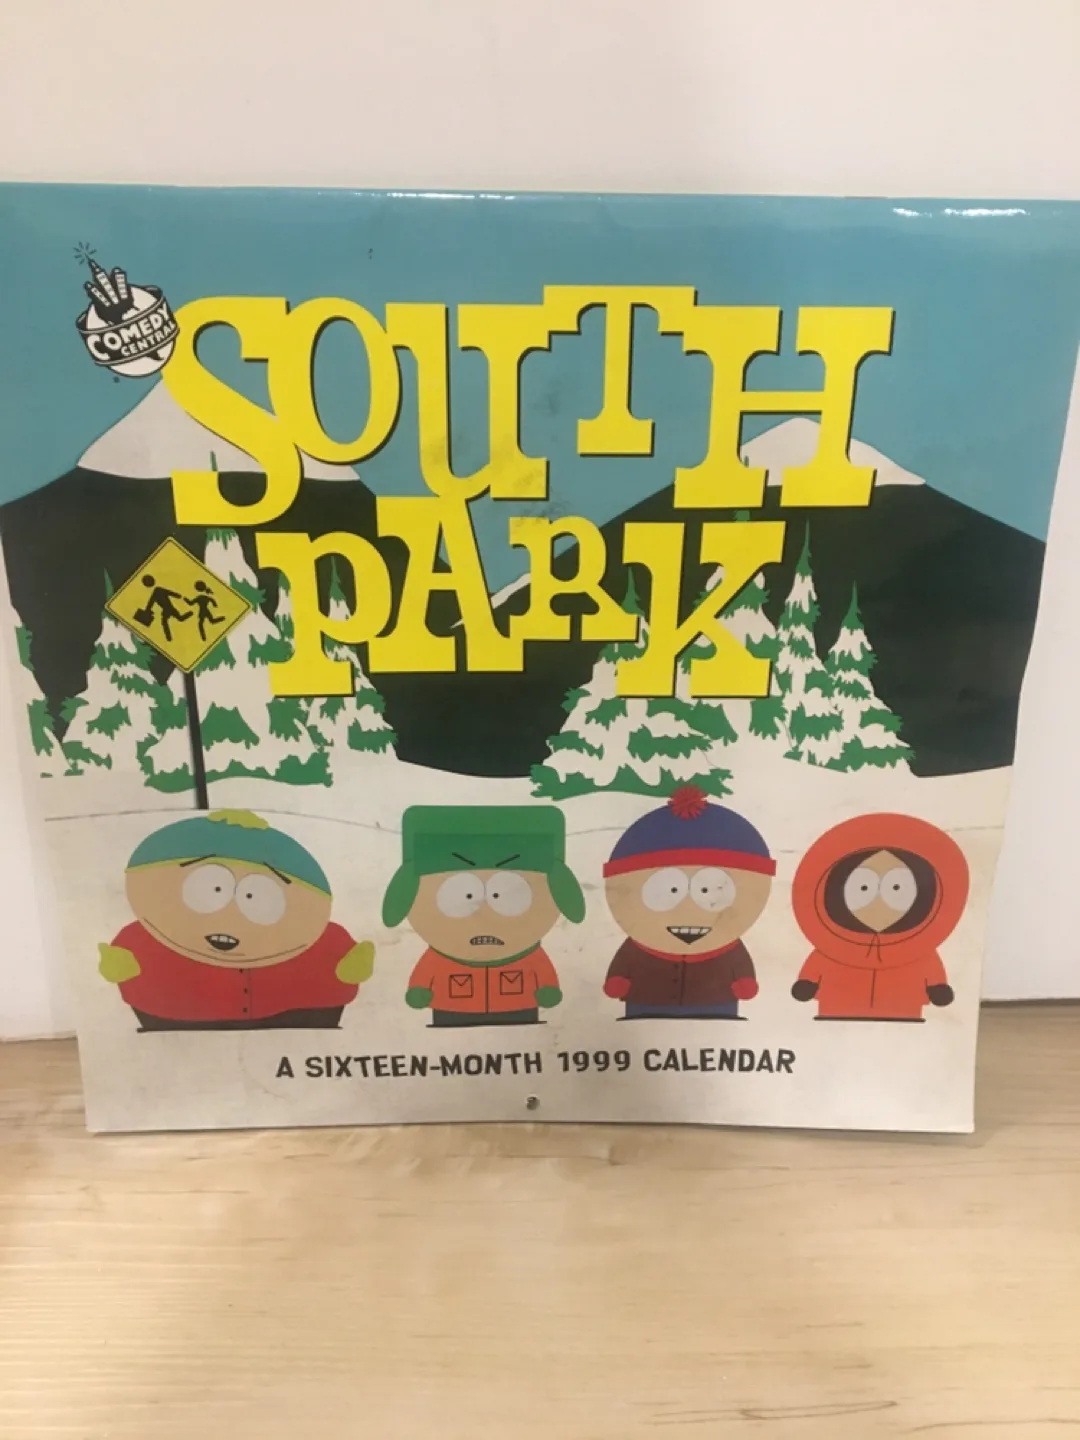 COMEDY
CENTRAL
SOUTH
PARK
A SIXTEEN-MONTH 1999 CALENDAR